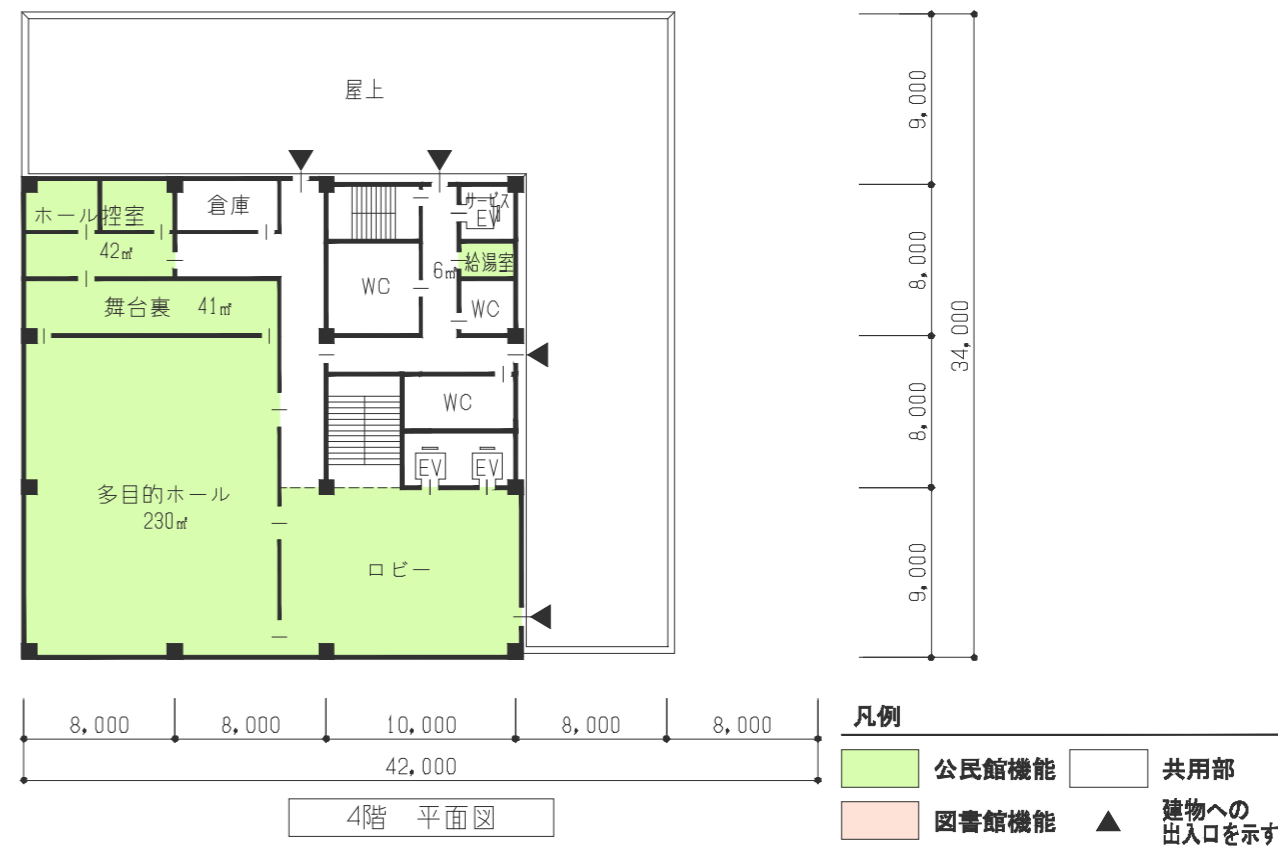 屋上
ホール控室
42㎡
倉庫
サービス
EV
WC
6㎡
給湯室
WC
舞台裏 41㎡
WC
EV
EV
多目的ホール
230㎡
ロビー
9,000
8,000
8,000
9,000
34,000
8,000
8,000
10,000
8,000
8,000
42,000
4階 平面図
凡例
公民館機能
共用部
図書館機能
建物への
出入口を示す